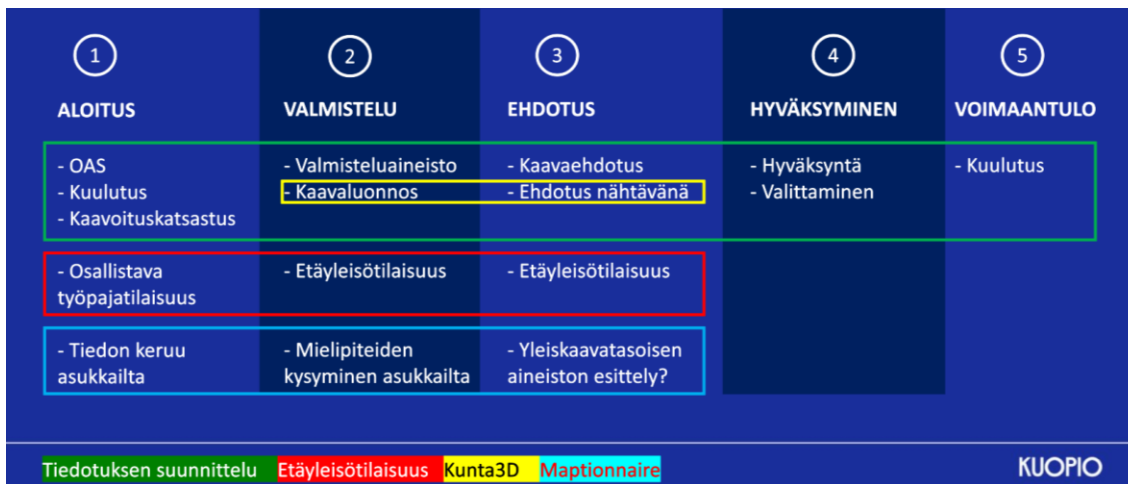 1
2
3
4
5
ALOITUS
VALMISTELU
EHDOTUS
HYVÄKSYMINEN
VOIMAANTULO
- OAS
- Kuulutus
- Kaavoituskatsastus
- Valmisteluaineisto
- Kaavaluonnos
- Kaavaehdotus
- Ehdotus nähtävänä
- Hyväksyntä
- Valittaminen
- Kuulutus
- Osallistava
työpajatilaisuus
- Etäyleisötilaisuus
- Etäyleisötilaisuus
- Tiedon keruu
asukkailta
- Mielipiteiden
kysyminen asukkailta
- Yleiskaavatasoisen
aineiston esittely?
Tiedotuksen suunnittelu
Etäyleisötilaisuus
Kunta3D
Maptionnaire
KUOPIO